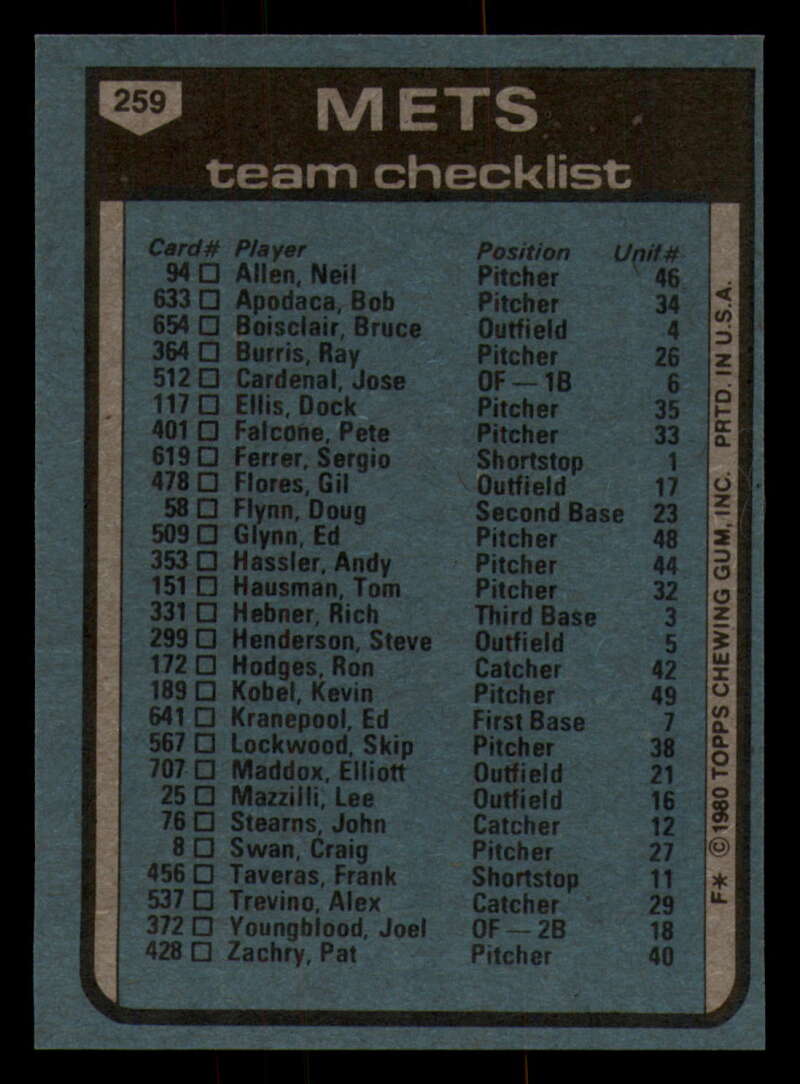 259
METS
team checklist
Card# Player Position Unif.#
94 □ Allen, Neil Pitcher 46
633 □ Apodaca, Bob Pitcher 34
654 □ Boisclair, Bruce Outfield 4
364 □ Burris, Ray Pitcher 26
512 □ Cardenal, Jose OF — 1B 6
117 □ Ellis, Dock Pitcher 35
401 □ Falcone, Pete Pitcher 33
619 □ Ferrer, Sergio Shortstop 1
478 □ Flores, Gil Outfield 17
58 □ Flynn, Doug Second Base 23
509 □ Glynn, Ed Pitcher 48
353 □ Hassler, Andy Pitcher 44
151 □ Hausman, Tom Pitcher 32
331 □ Hebner, Rich Third Base 3
299 □ Henderson, Steve Outfield 5
172 □ Hodges, Ron Catcher 42
189 □ Kobel, Kevin Pitcher 49
641 □ Kranepool, Ed First Base 7
567 □ Lockwood, Skip Pitcher 38
707 □ Maddox, Elliott Outfield 21
25 □ Mazzilli, Lee Outfield 16
76 □ Stearns, John Catcher 12
8 □ Swan, Craig Pitcher 27
456 □ Taveras, Frank Shortstop 11
537 □ Trevino, Alex Catcher 29
372 □ Youngblood, Joel OF — 2B 18
428 □ Zachry, Pat Pitcher 40
F* ©1980 TOPPS CHEWING GUM, INC. PRTD. IN U.S.A.